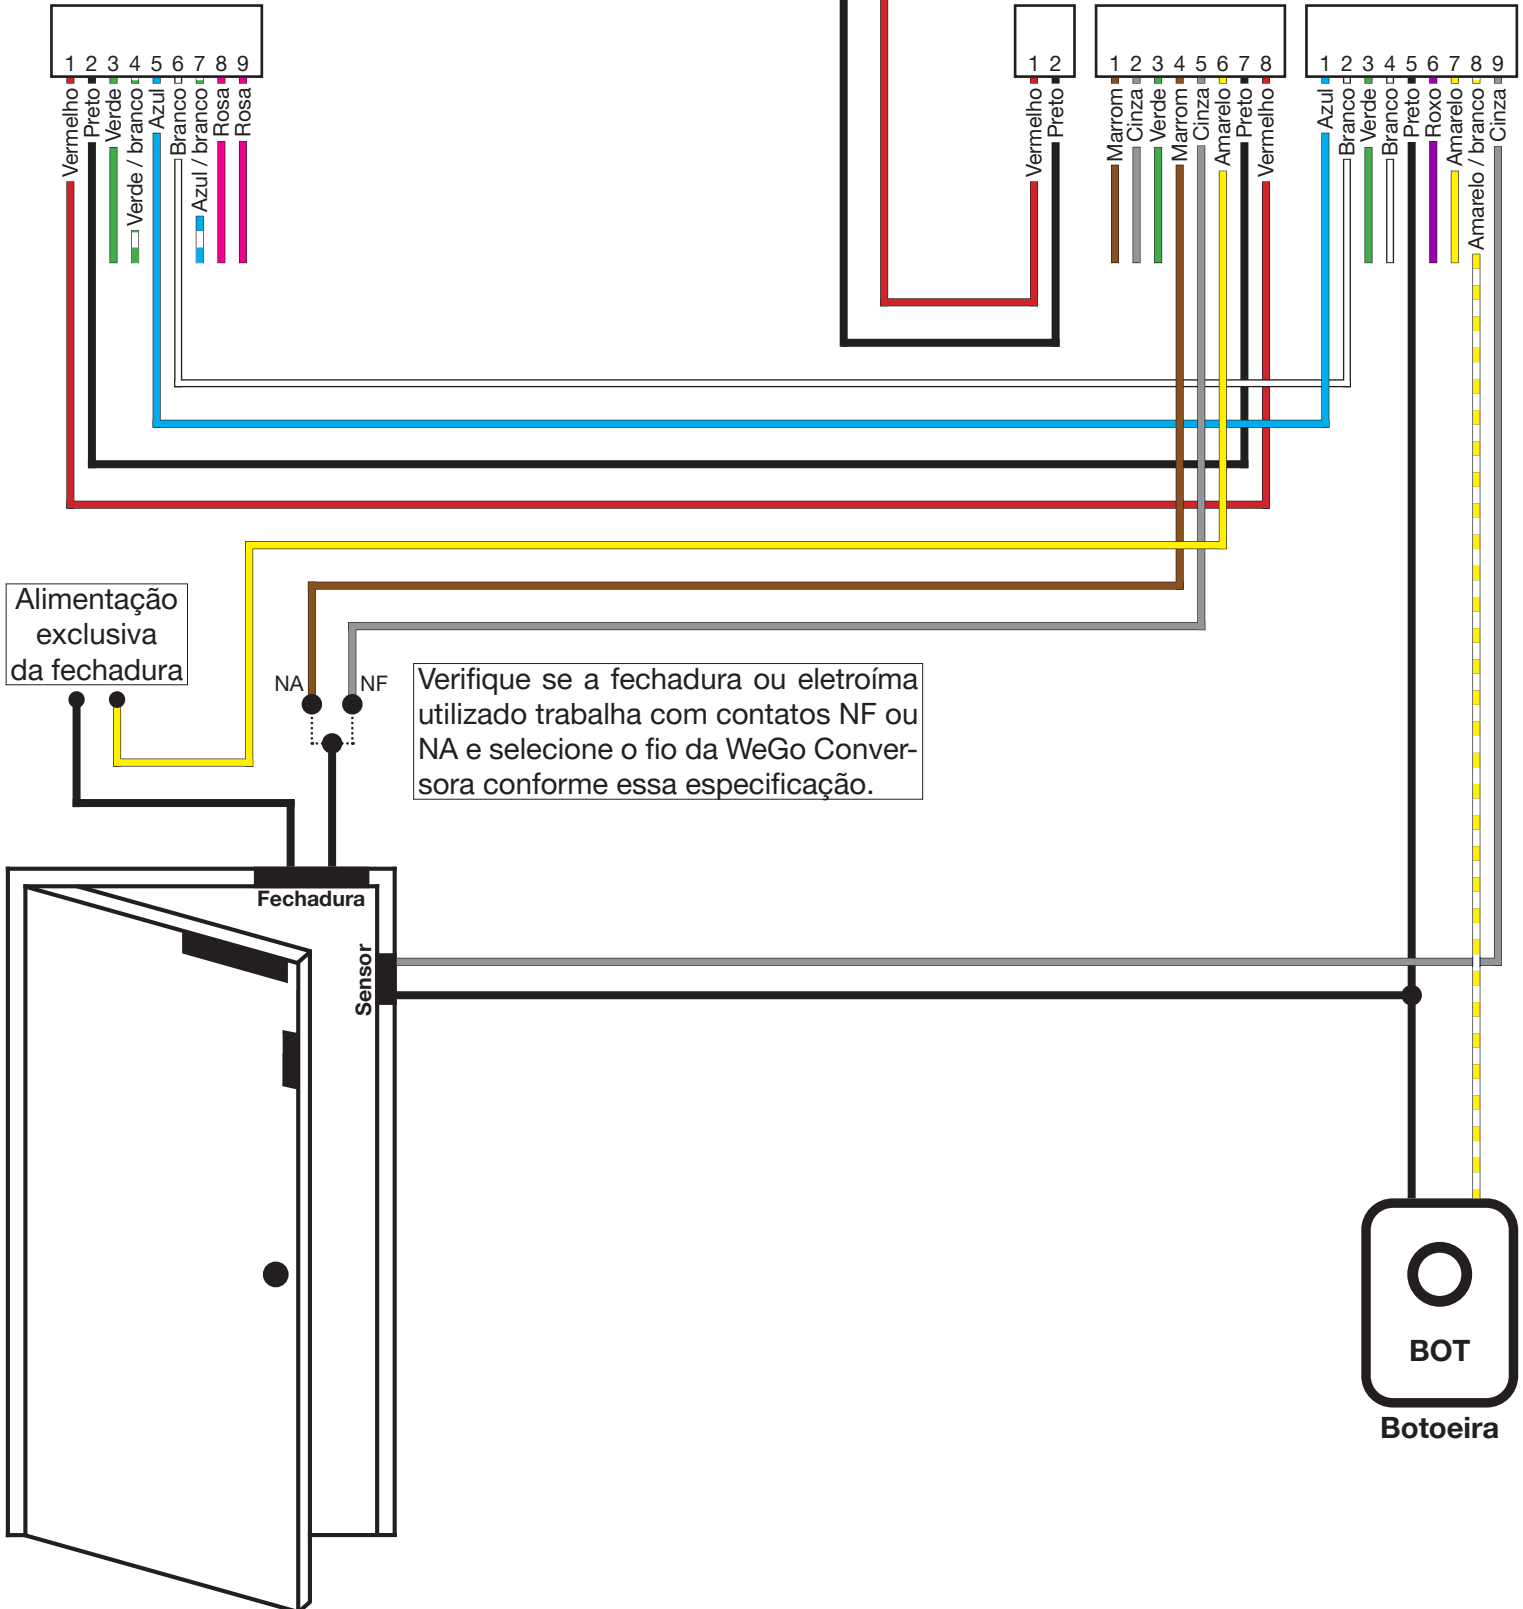 1 2 3 4 5 6 7 8 9
Vermelho
Preto
Verde
Verde / branco
Azul
Branco
Azul / branco
Rosa
Rosa
1 2
Vermelho
Preto
1 2 3 4 5 6 7 8
Marrom
Cinza
Verde
Marrom
Cinza
Amarelo
Preto
Vermelho
1 2 3 4 5 6 7 8 9
Azul
Branco
Verde
Branco
Preto
Roxo
Amarelo
Amarelo / branco
Cinza
Alimentação
exclusiva
da fechadura
NA
NF
Verifique se a fechadura ou eletroíma
utilizado trabalha com contatos NF ou
NA e selecione o fio da WeGo Conver-
sora conforme essa especificação.
Fechadura
Sensor
BOT
Botoeira